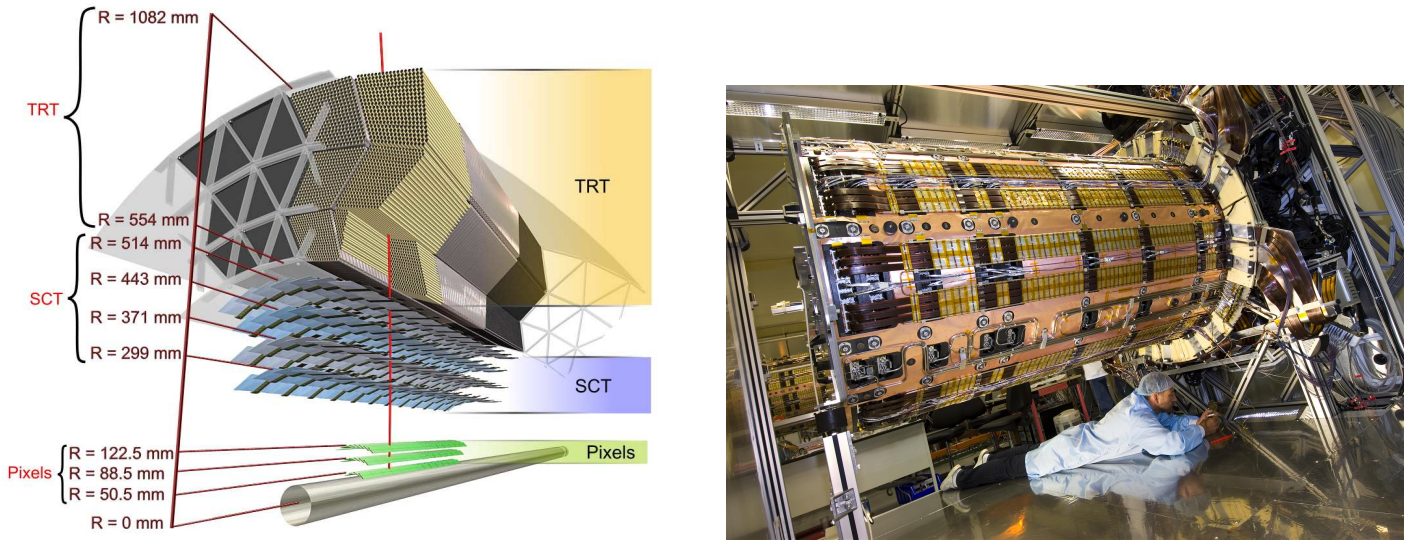 R = 1082 mm
TRT
R = 554 mm
R = 514 mm
R = 443 mm
SCT
R = 371 mm
R = 299 mm
R = 122.5 mm
Pixels
R = 88.5 mm
R = 50.5 mm
R = 0 mm
TRT
SCT
Pixels